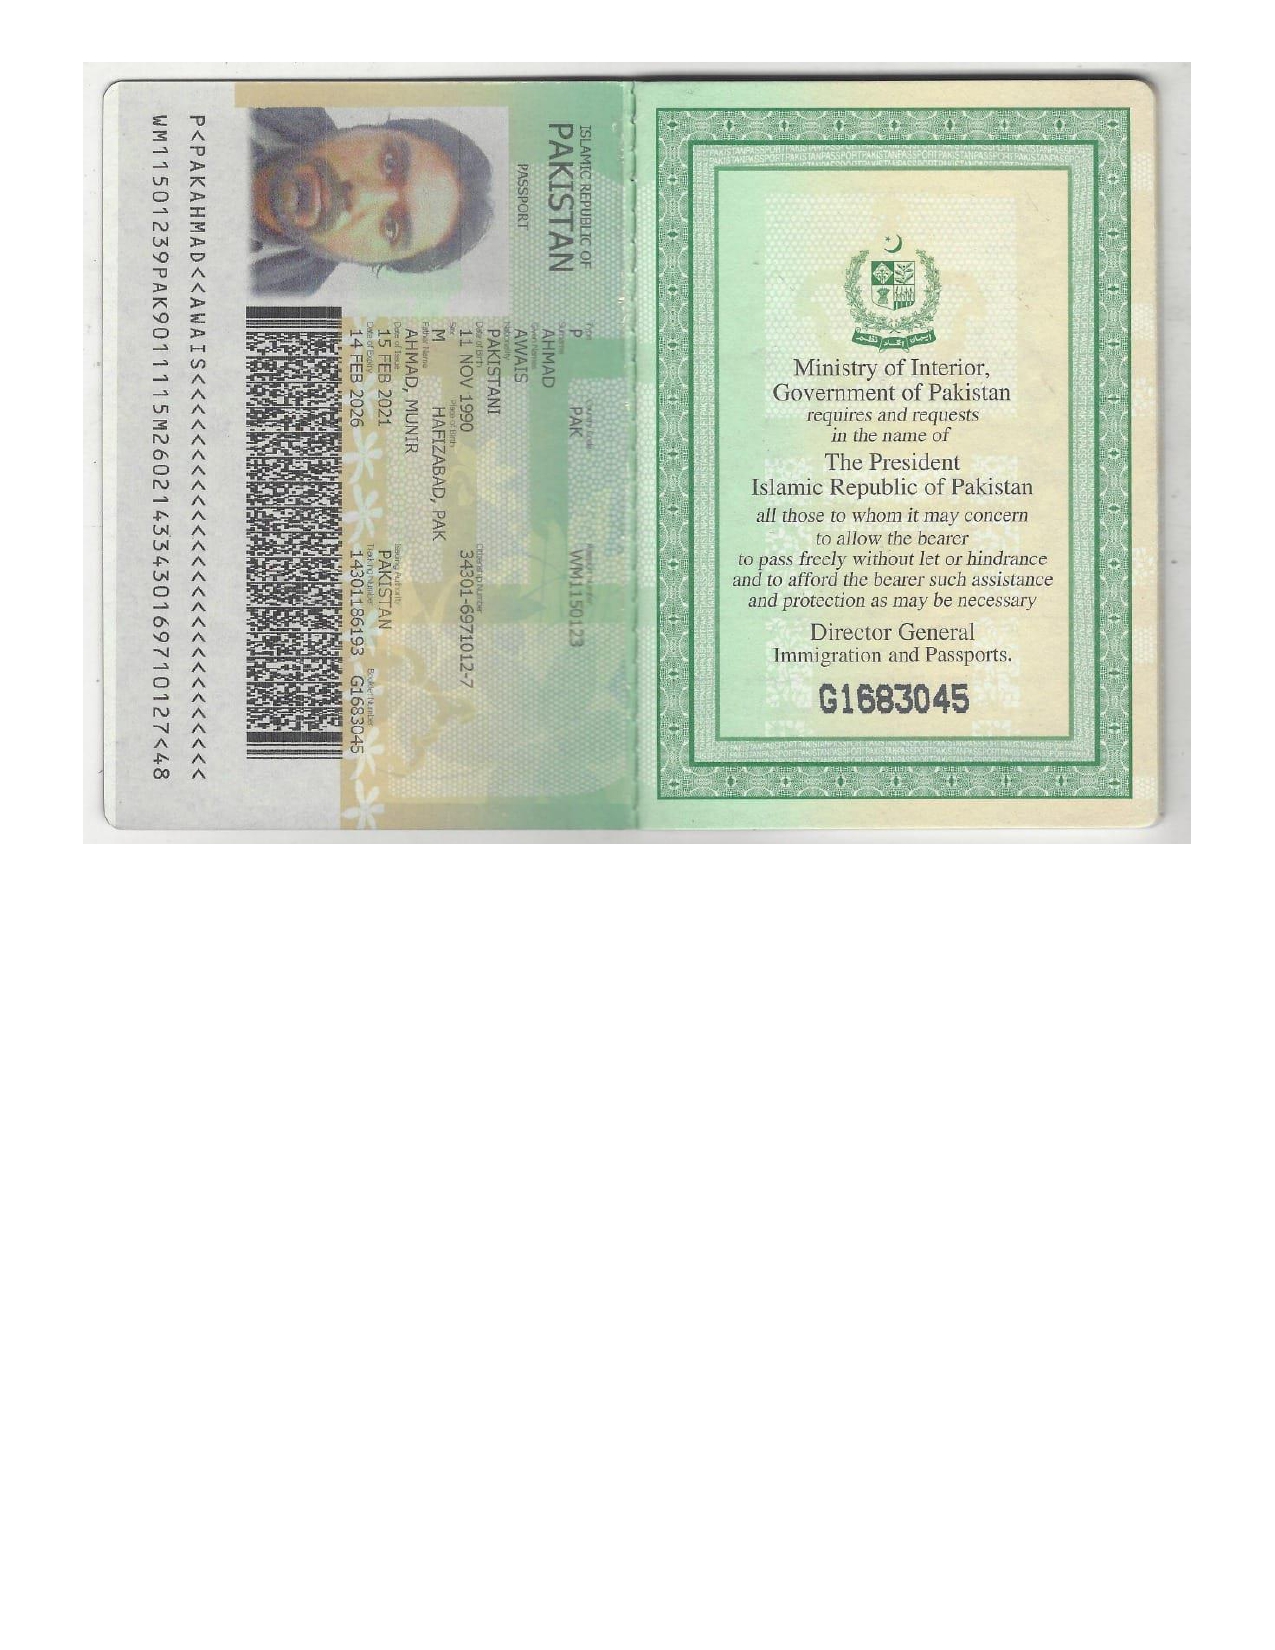 ISLAMIC REPUBLIC OF
PAKISTAN
PASSPORT
Type
P
Country Code
PAK
Passport Number
WM1150123
Surname
AHMAD
Given Names
AWAIS
Nationality
PAKISTANI
Date of Birth
11 NOV 1990
Citizenship Number
34301-6971012-7
Sex
M
Place of Birth
HAFIZABAD, PAK
Father Name
AHMAD, MUNIR
Date of Issue
15 FEB 2021
Issuing Authority
PAKISTAN
Date of Expiry
14 FEB 2026
Tracking Number
14301186193
Booklet Number
G1683045
P<PAKAHMAD<<AWAIS<<<<<<<<<<<<<<<<<<<<<<<<<<<
WM11501239PAK9011115M26021433430169710127<48
ایمان اتحاد نظم
Ministry of Interior,
Government of Pakistan
requires and requests
in the name of
The President
Islamic Republic of Pakistan
all those to whom it may concern
to allow the bearer
to pass freely without let or hindrance
and to afford the bearer such assistance
and protection as may be necessary
Director General
Immigration and Passports.
G1683045